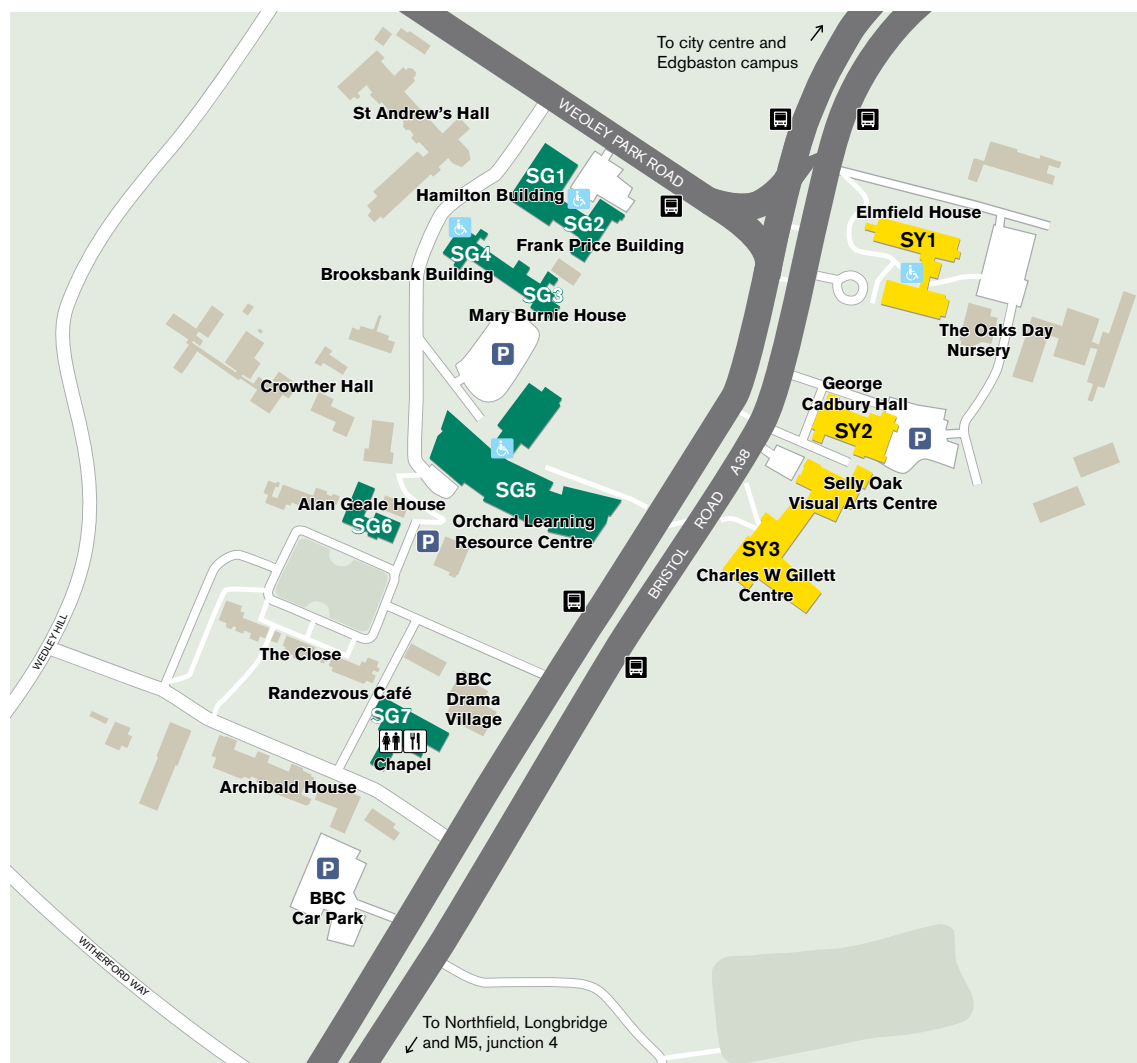 To city centre and
Edgbaston campus
St Andrew's Hall
WEOLEY PARK ROAD
SG1
Hamilton Building
SG2
Frank Price Building
SG4
Brooksbank Building
SG3
Mary Burnie House
P
Elmfield House
SY1
The Oaks Day
Nursery
Crowther Hall
George
Cadbury Hall
SY2
P
Selly Oak
Visual Arts Centre
SY3
Charles W Gillett
Centre
BRISTOL ROAD A38
SG5
Orchard Learning
Resource Centre
Alan Geale House
SG6
P
WEDLEY HILL
The Close
Randezvous Café
SG7
Chapel
BBC
Drama
Village
Archibald House
P
BBC
Car Park
WITHERFORD WAY
To Northfield, Longbridge
and M5, junction 4